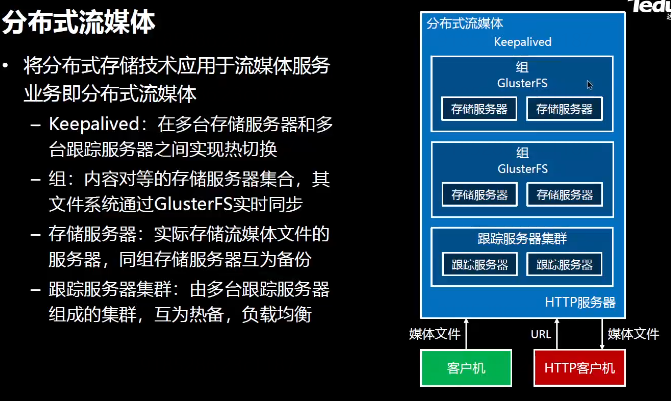 分布式流媒体
• 将分布式存储技术应用于流媒体服务
业务即分布式流媒体
– Keepalived：在多台存储服务器和多
台跟踪服务器之间实现热切换
– 组：内容对等的存储服务器集合，其
文件系统通过GlusterFS实时同步
– 存储服务器：实际存储流媒体文件的
服务器，同组存储服务器互为备份
– 跟踪服务器集群：由多台跟踪服务器
组成的集群，互为热备，负载均衡
分布式流媒体
Keepalived
组
GlusterFS
存储服务器 存储服务器
组
GlusterFS
存储服务器 存储服务器
跟踪服务器集群
跟踪服务器 跟踪服务器
HTTP服务器
媒体文件 URL 媒体文件
客户机 HTTP客户机